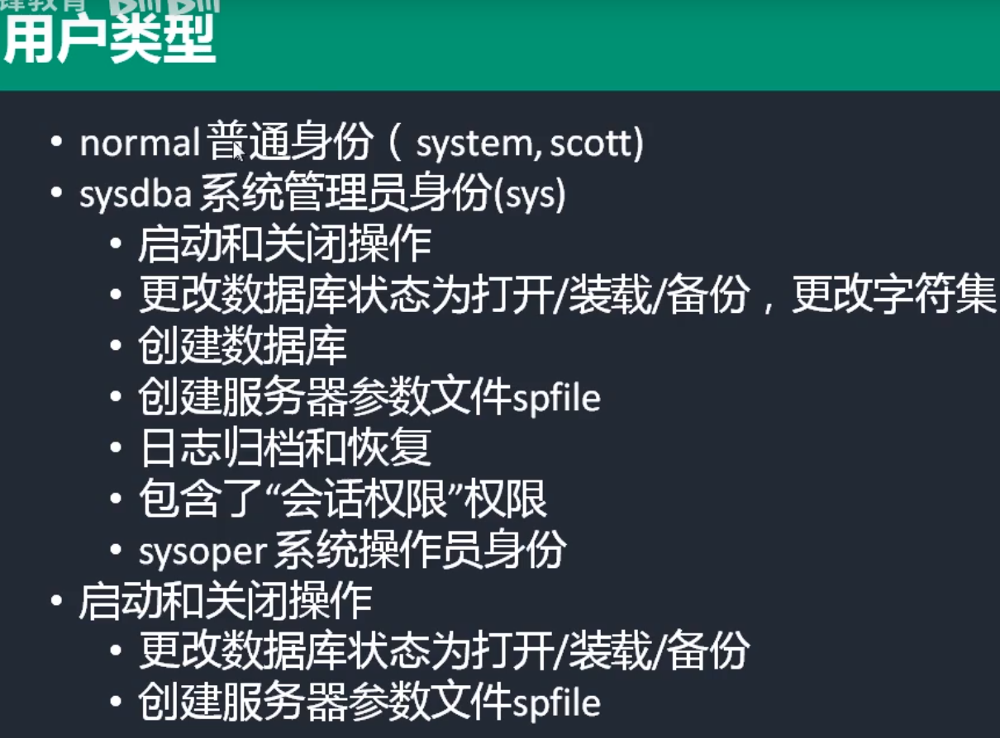 用户类型
• normal普通身份（ system, scott)
• sysdba 系统管理员身份(sys)
• 启动和关闭操作
• 更改数据库状态为打开/装载/备份，更改字符集
• 创建数据库
• 创建服务器参数文件spfile
• 日志归档和恢复
• 包含了“会话权限”权限
• sysoper 系统操作员身份
• 启动和关闭操作
• 更改数据库状态为打开/装载/备份
• 创建服务器参数文件spfile